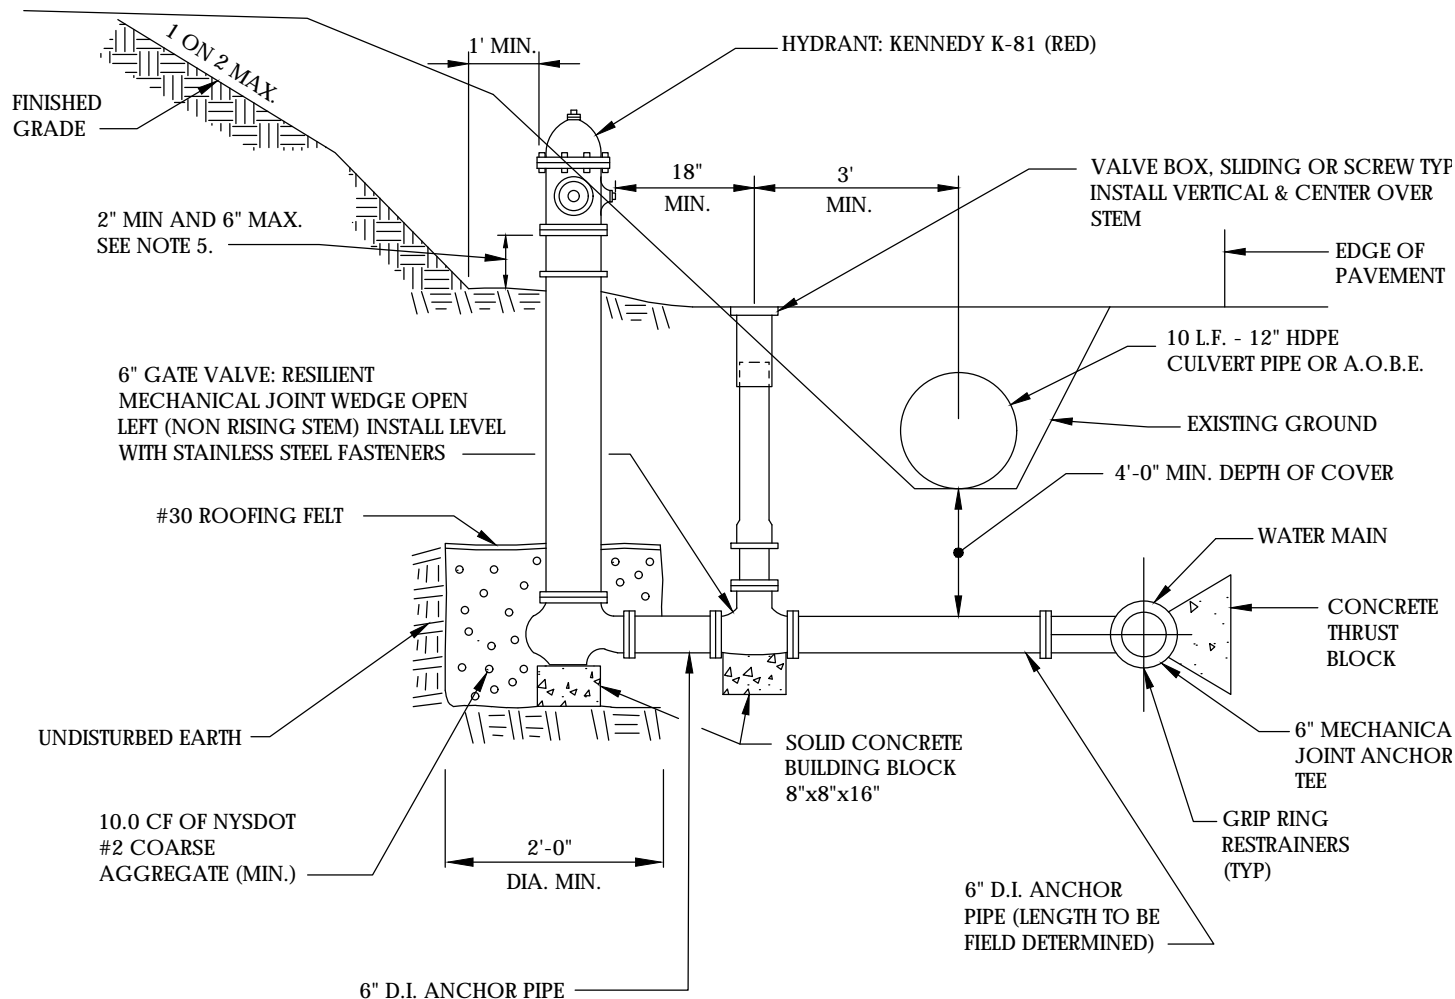 1 ON 2 MAX.
1' MIN.
HYDRANT: KENNEDY K-81 (RED)
FINISHED
GRADE
18"
MIN.
3'
MIN.
VALVE BOX, SLIDING OR SCREW TYP
INSTALL VERTICAL & CENTER OVER
STEM
2" MIN AND 6" MAX.
SEE NOTE 5.
EDGE OF
PAVEMENT
10 L.F. - 12" HDPE
CULVERT PIPE OR A.O.B.E.
6" GATE VALVE: RESILIENT
MECHANICAL JOINT WEDGE OPEN
LEFT (NON RISING STEM) INSTALL LEVEL
WITH STAINLESS STEEL FASTENERS
EXISTING GROUND
4'-0" MIN. DEPTH OF COVER
#30 ROOFING FELT
WATER MAIN
CONCRETE
THRUST
BLOCK
UNDISTURBED EARTH
SOLID CONCRETE
BUILDING BLOCK
8"x8"x16"
6" MECHANICA
JOINT ANCHOR
TEE
10.0 CF OF NYSDOT
#2 COARSE
AGGREGATE (MIN.)
2'-0"
DIA. MIN.
GRIP RING
RESTRAINERS
(TYP)
6" D.I. ANCHOR
PIPE (LENGTH TO BE
FIELD DETERMINED)
6" D.I. ANCHOR PIPE